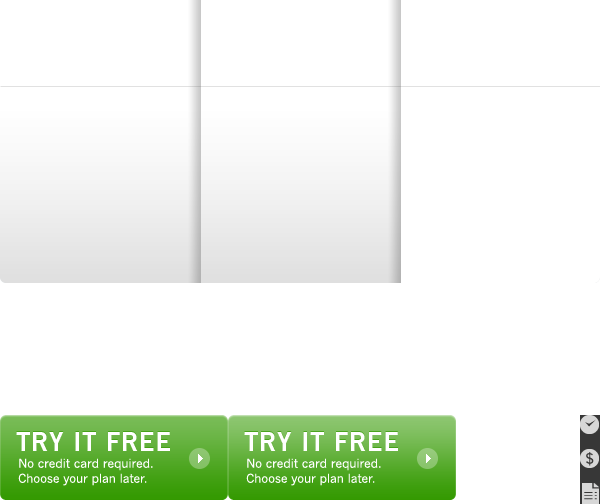 TRY IT FREE
No credit card required.
Choose your plan later.
TRY IT FREE
No credit card required.
Choose your plan later.
$